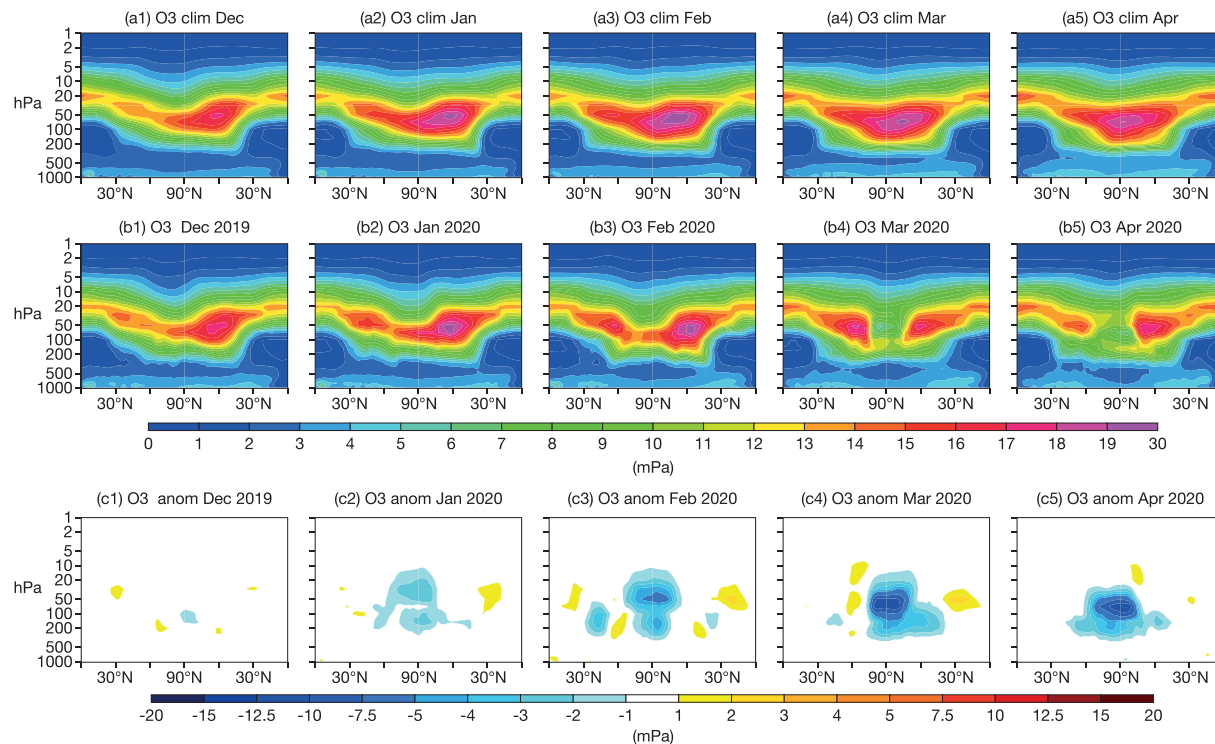 (a1) O3 clim Dec (a2) O3 clim Jan (a3) O3 clim Feb (a4) O3 clim Mar (a5) O3 clim Apr
1
2
5
10
20
hPa
50
100
200
500
1000
30°N 90°N 30°N 30°N 90°N 30°N 30°N 90°N 30°N 30°N 90°N 30°N 30°N 90°N 30°N
(b1) O3 Dec 2019 (b2) O3 Jan 2020 (b3) O3 Feb 2020 (b4) O3 Mar 2020 (b5) O3 Apr 2020
1
2
5
10
20
hPa
50
100
200
500
1000
30°N 90°N 30°N 30°N 90°N 30°N 30°N 90°N 30°N 30°N 90°N 30°N 30°N 90°N 30°N
0 1 2 3 4 5 6 7 8 9 10 11 12 13 14 15 16 17 18 19 30
(mPa)
(c1) O3 anom Dec 2019 (c2) O3 anom Jan 2020 (c3) O3 anom Feb 2020 (c4) O3 anom Mar 2020 (c5) O3 anom Apr 2020
1
2
5
10
20
hPa
50
100
200
500
1000
30°N 90°N 30°N 30°N 90°N 30°N 30°N 90°N 30°N 30°N 90°N 30°N 30°N 90°N 30°N
-20 -15 -12.5 -10 -7.5 -5 -4 -3 -2 -1 1 2 3 4 5 7.5 10 12.5 15 20
(mPa)